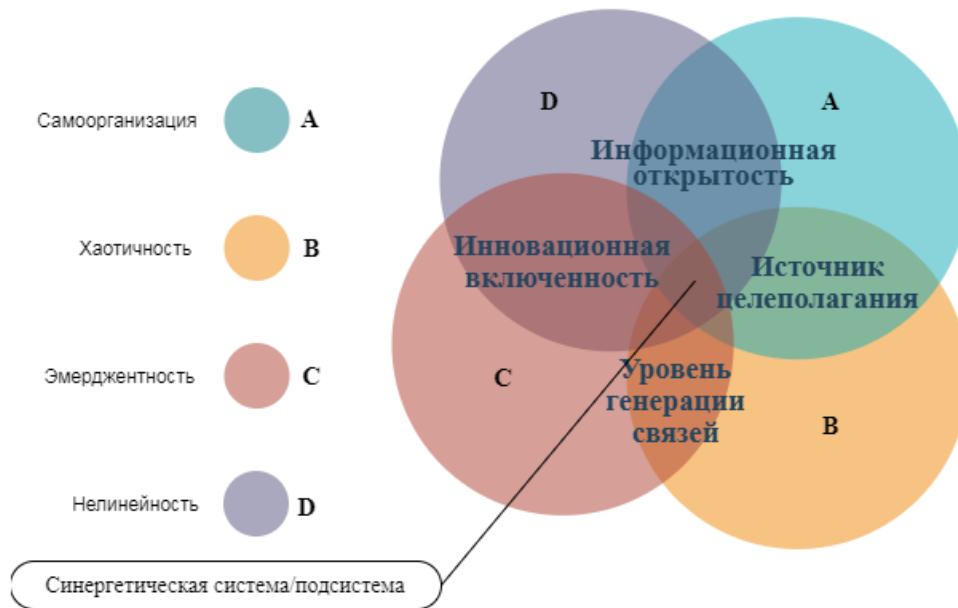 Самоорганизация A
Хаотичность B
Эмерджентность C
Нелинейность D
Синергетическая система/подсистема
D
A
Информационная
открытость
Инновационная
включенность
Источник
целеполагания
C
Уровень
генерации
связей
B